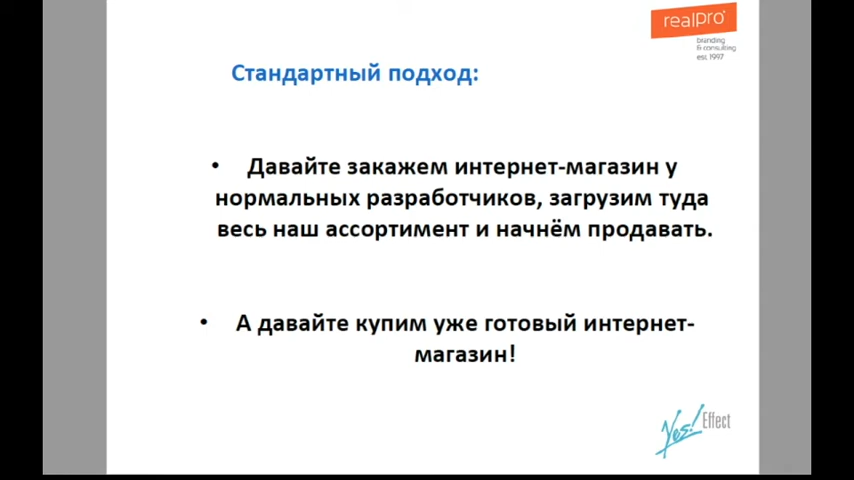 realpro
branding
& consulting
est. 1997
Стандартный подход:
• Давайте закажем интернет-магазин у
нормальных разработчиков, загрузим туда
весь наш ассортимент и начнём продавать.
• А давайте купим уже готовый интернет-
магазин!
Yes! Effect